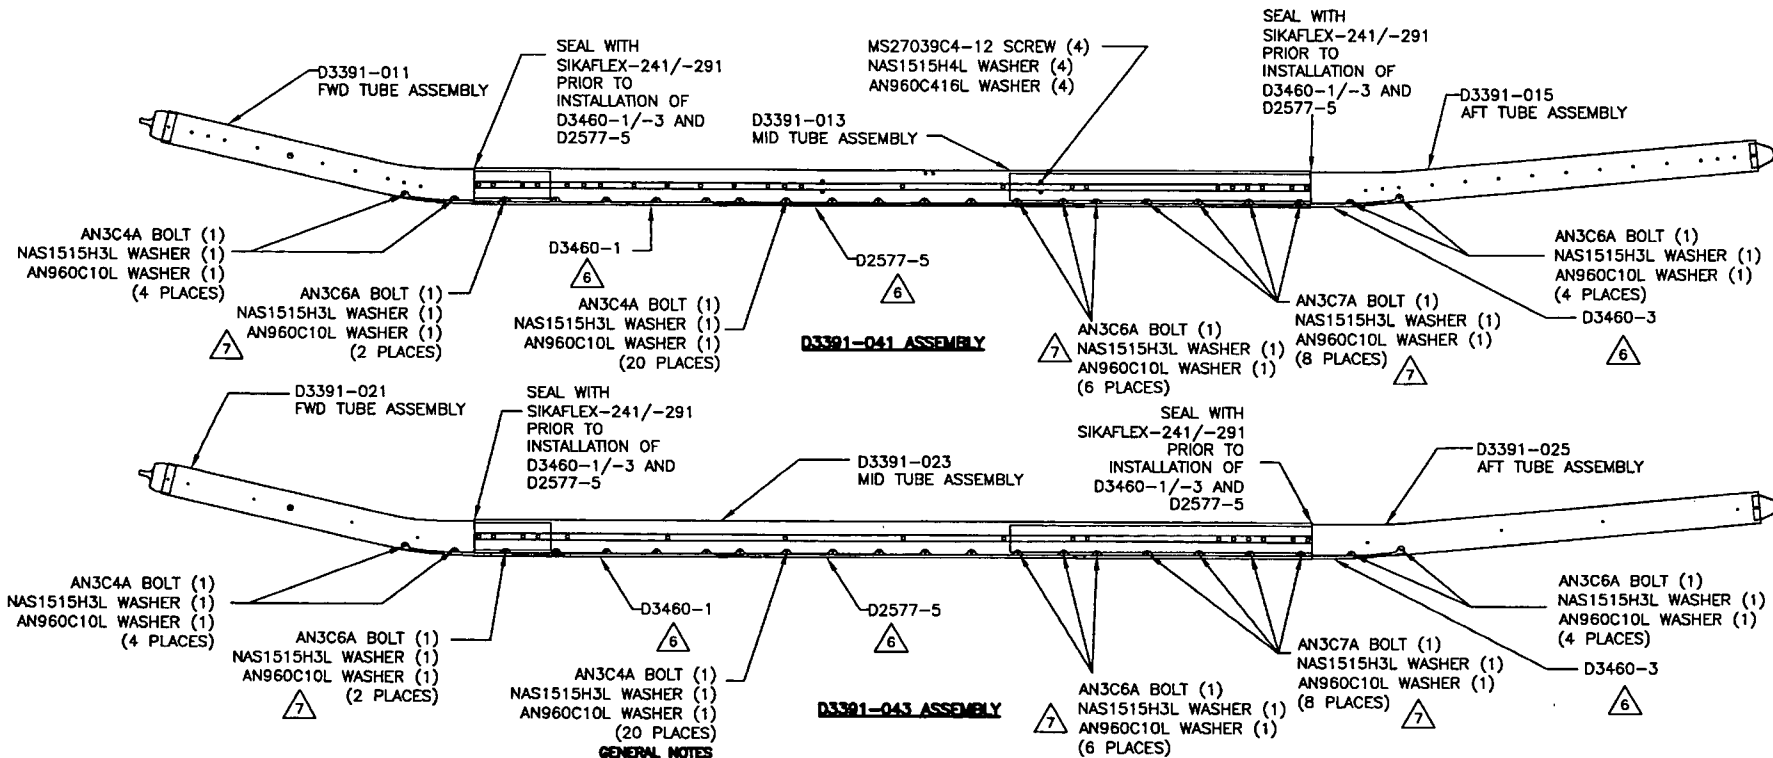 SEAL WITH
SIKAFLEX-241/-291
PRIOR TO
INSTALLATION OF
D3460-1/-3 AND
D2577-5
D3391-011
FWD TUBE ASSEMBLY
SEAL WITH
SIKAFLEX-241/-291
PRIOR TO
INSTALLATION OF
D3460-1/-3 AND
D2577-5
MS27039C4-12 SCREW (4)
NAS1515H4L WASHER (4)
AN960C416L WASHER (4)
D3391-013
MID TUBE ASSEMBLY
D3391-015
AFT TUBE ASSEMBLY
AN3C4A BOLT (1)
NAS1515H3L WASHER (1)
AN960C10L WASHER (1)
(4 PLACES)
AN3C6A BOLT (1)
NAS1515H3L WASHER (1)
AN960C10L WASHER (1)
(2 PLACES)
7
D3460-1
6
AN3C4A BOLT (1)
NAS1515H3L WASHER (1)
AN960C10L WASHER (1)
(20 PLACES)
D2577-5
6
D3391-041 ASSEMBLY
7
AN3C6A BOLT (1)
NAS1515H3L WASHER (1)
AN960C10L WASHER (1)
(6 PLACES)
AN3C7A BOLT (1)
NAS1515H3L WASHER (1)
AN960C10L WASHER (1)
(8 PLACES)
7
AN3C6A BOLT (1)
NAS1515H3L WASHER (1)
AN960C10L WASHER (1)
(4 PLACES)
D3460-3
6
D3391-021
FWD TUBE ASSEMBLY
SEAL WITH
SIKAFLEX-241/-291
PRIOR TO
INSTALLATION OF
D3460-1/-3 AND
D2577-5
D3391-023
MID TUBE ASSEMBLY
SEAL WITH
SIKAFLEX-241/-291
PRIOR TO
INSTALLATION OF
D3460-1/-3 AND
D2577-5
D3391-025
AFT TUBE ASSEMBLY
AN3C4A BOLT (1)
NAS1515H3L WASHER (1)
AN960C10L WASHER (1)
(4 PLACES)
AN3C6A BOLT (1)
NAS1515H3L WASHER (1)
AN960C10L WASHER (1)
(2 PLACES)
7
D3460-1
6
AN3C4A BOLT (1)
NAS1515H3L WASHER (1)
AN960C10L WASHER (1)
(20 PLACES)
D2577-5
6
D3391-043 ASSEMBLY
7
AN3C6A BOLT (1)
NAS1515H3L WASHER (1)
AN960C10L WASHER (1)
(6 PLACES)
AN3C7A BOLT (1)
NAS1515H3L WASHER (1)
AN960C10L WASHER (1)
(8 PLACES)
7
AN3C6A BOLT (1)
NAS1515H3L WASHER (1)
AN960C10L WASHER (1)
(4 PLACES)
D3460-3
6
GENERAL NOTES